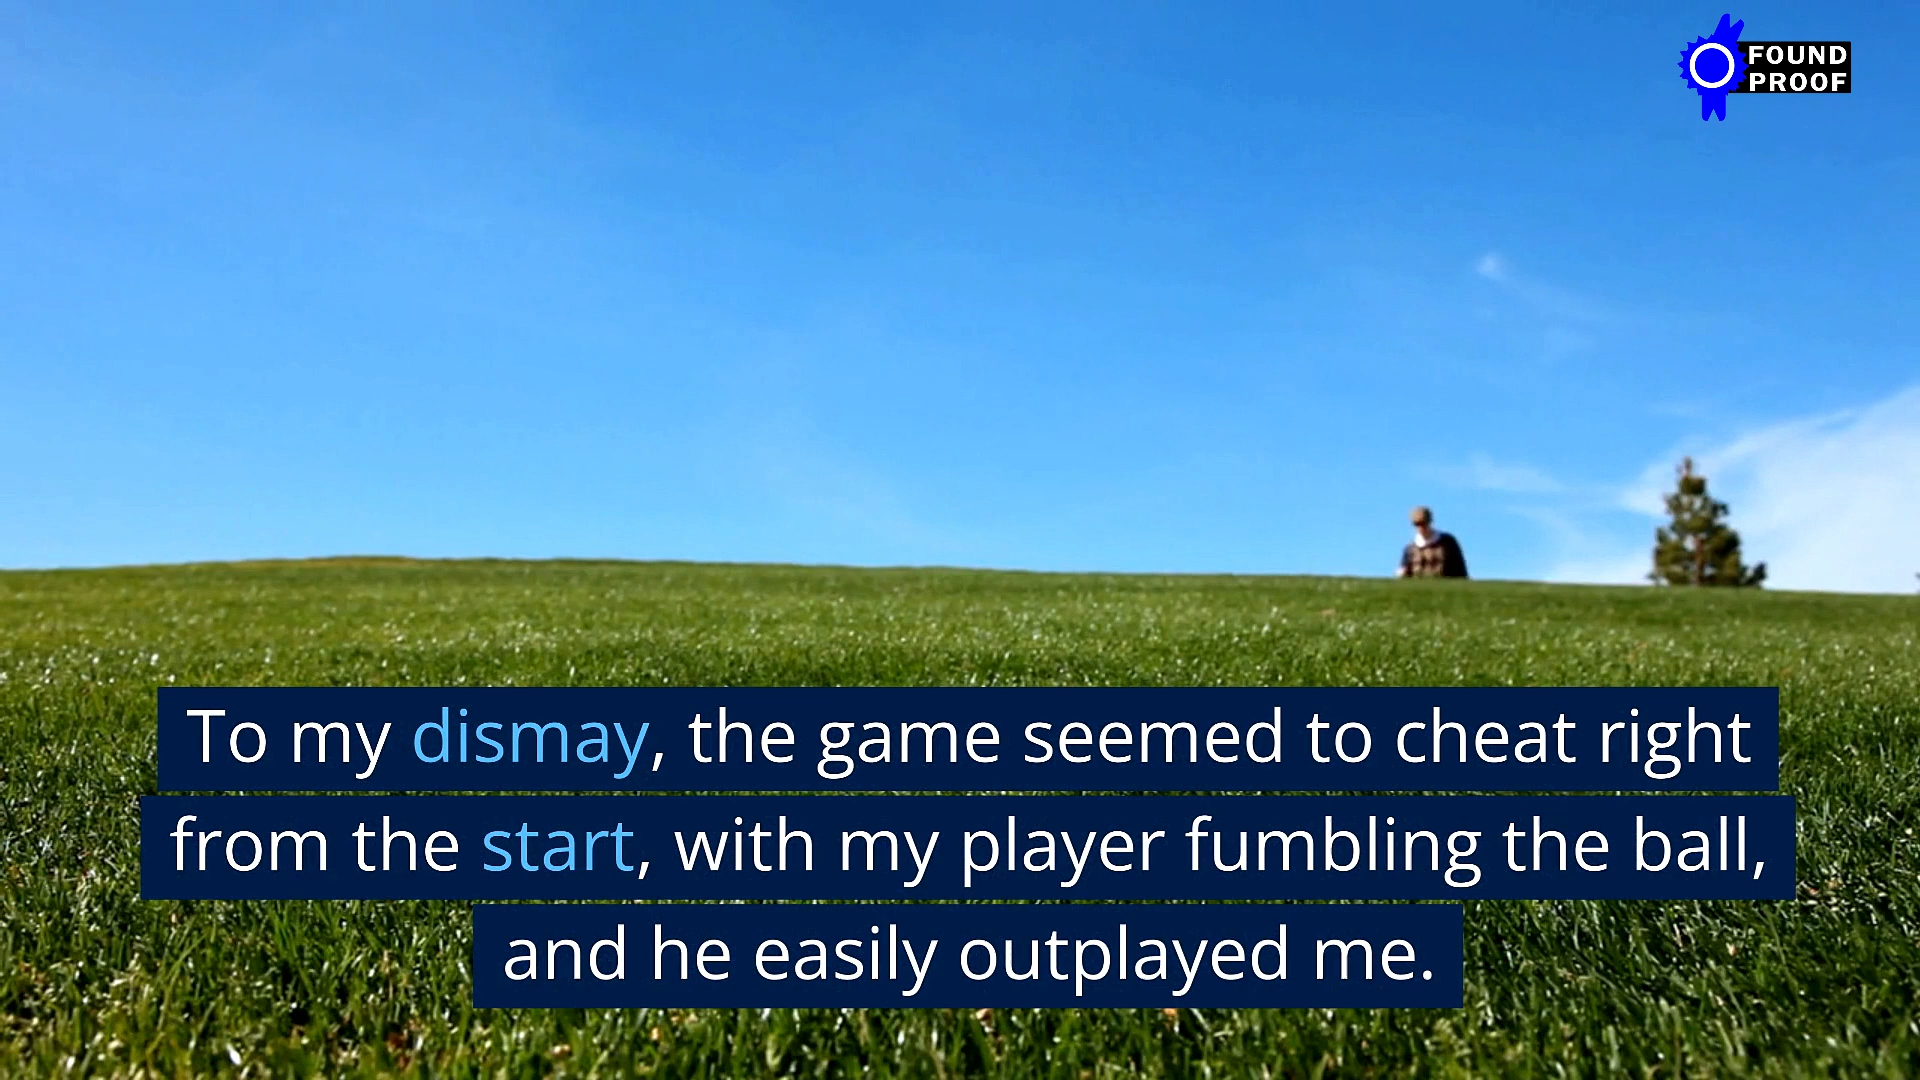 FOUND
PROOF
To my dismay, the game seemed to cheat right
from the start, with my player fumbling the ball,
and he easily outplayed me.